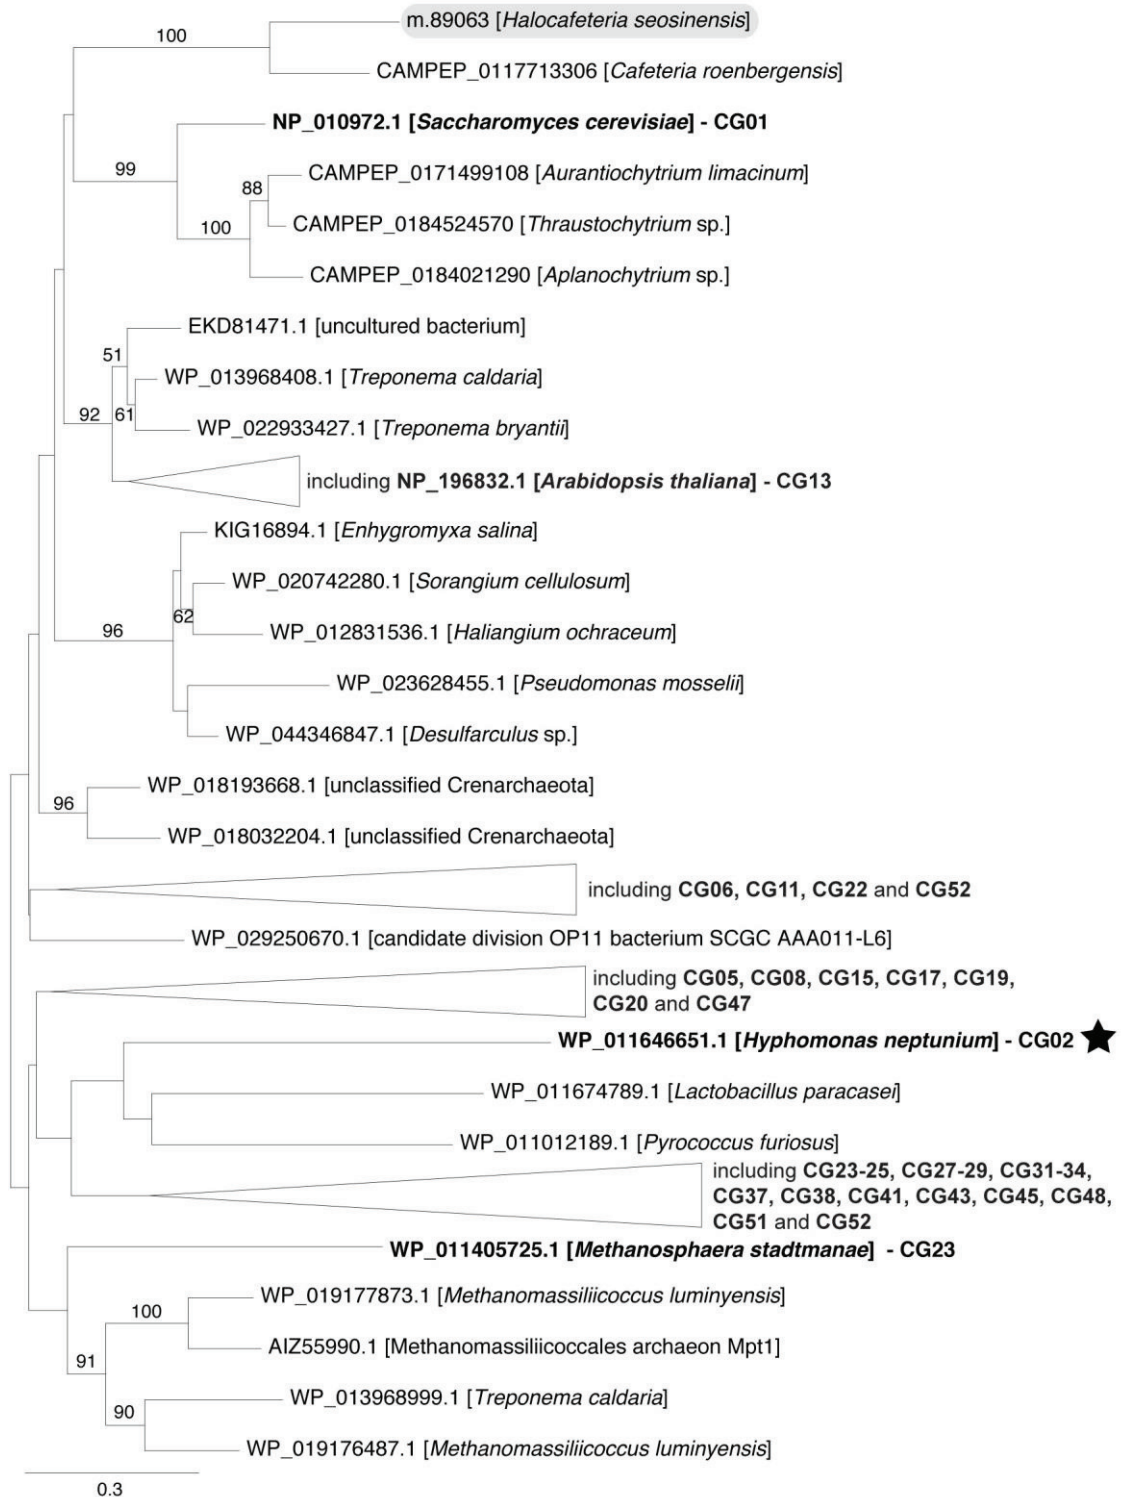 m.89063 [Halocafeteria seosinensis]
100
CAMPEP_0117713306 [Cafeteria roenbergensis]
NP_010972.1 [Saccharomyces cerevisiae] - CG01
99
CAMPEP_0171499108 [Aurantiochytrium limacinum]
88
CAMPEP_0184524570 [Thraustochytrium sp.]
100
CAMPEP_0184021290 [Aplanochytrium sp.]
EKD81471.1 [uncultured bacterium]
51
WP_013968408.1 [Treponema caldaria]
92
61
WP_022933427.1 [Treponema bryantii]
including NP_196832.1 [Arabidopsis thaliana] - CG13
KIG16894.1 [Enhygromyxa salina]
WP_020742280.1 [Sorangium cellulosum]
62
96
WP_012831536.1 [Haliangium ochraceum]
WP_023628455.1 [Pseudomonas mosselii]
WP_044346847.1 [Desulfarculus sp.]
WP_018193668.1 [unclassified Crenarchaeota]
96
WP_018032204.1 [unclassified Crenarchaeota]
including CG06, CG11, CG22 and CG52
WP_029250670.1 [candidate division OP11 bacterium SCGC AAA011-L6]
including CG05, CG08, CG15, CG17, CG19,
CG20 and CG47
WP_011646651.1 [Hyphomonas neptunium] - CG02
WP_011674789.1 [Lactobacillus paracasei]
WP_011012189.1 [Pyrococcus furiosus]
including CG23-25, CG27-29, CG31-34,
CG37, CG38, CG41, CG43, CG45, CG48,
CG51 and CG52
WP_011405725.1 [Methanosphaera stadtmanae] - CG23
WP_019177873.1 [Methanomassiliicoccus luminyensis]
100
AIZ55990.1 [Methanomassiliicoccales archaeon Mpt1]
91
WP_013968999.1 [Treponema caldaria]
90
WP_019176487.1 [Methanomassiliicoccus luminyensis]
0.3